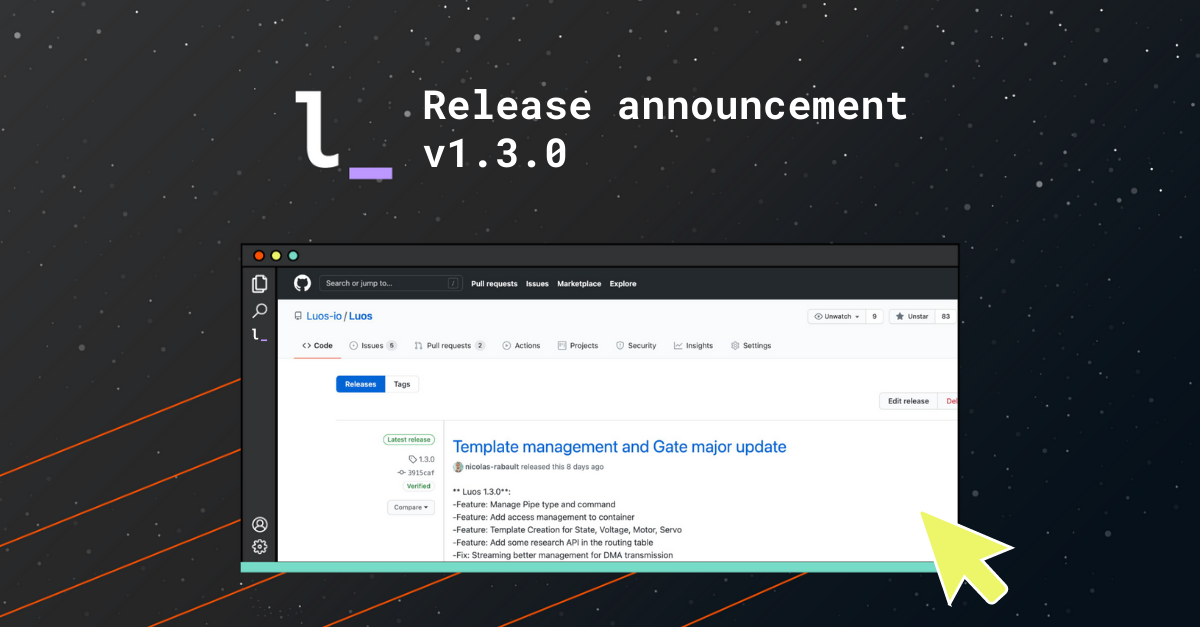 l_
Release announcement
v1.3.0
Search or jump to...
/
Pull requests
Issues
Marketplace
Explore
l_
Luos-io / Luos
Unwatch
9
Unstar
83
Code
Issues 5
Pull requests 2
Actions
Projects
Security
Insights
Settings
Releases
Tags
Edit release
Del
Latest release
1.3.0
3915caf
Verified
Compare
Template management and Gate major update
nicolas-rabault released this 8 days ago
** Luos 1.3.0**:
-Feature: Manage Pipe type and command
-Feature: Add access management to container
-Feature: Template Creation for State, Voltage, Motor, Servo
-Feature: Add some research API in the routing table
-Fix: Streaming better management for DMA transmission